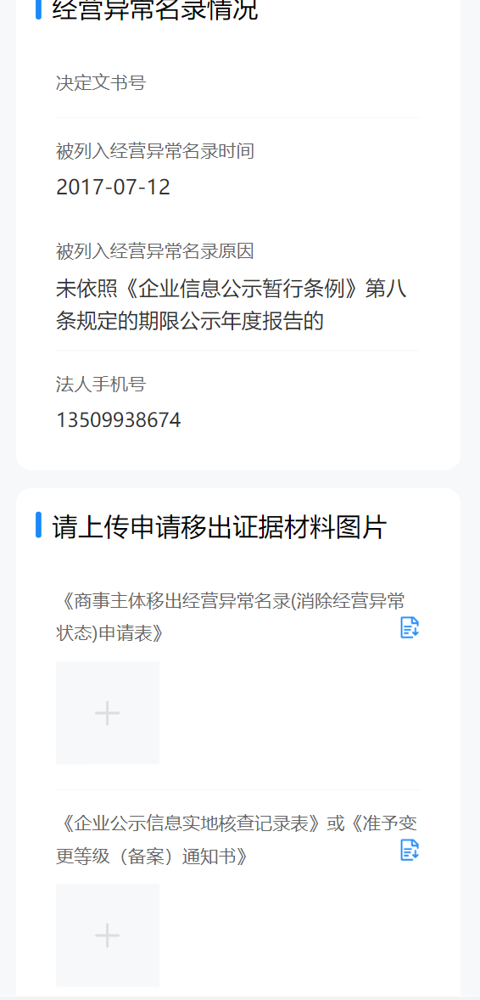 经营异常名录情况
决定文书号
被列入经营异常名录时间
2017-07-12
被列入经营异常名录原因
未依照《企业信息公示暂行条例》第八
条规定的期限公示年度报告的
法人手机号
13509938674
请上传申请移出证据材料图片
《商事主体移出经营异常名录(消除经营异常
状态)申请表》
《企业公示信息实地核查记录表》或《准予变
更等级（备案）通知书》